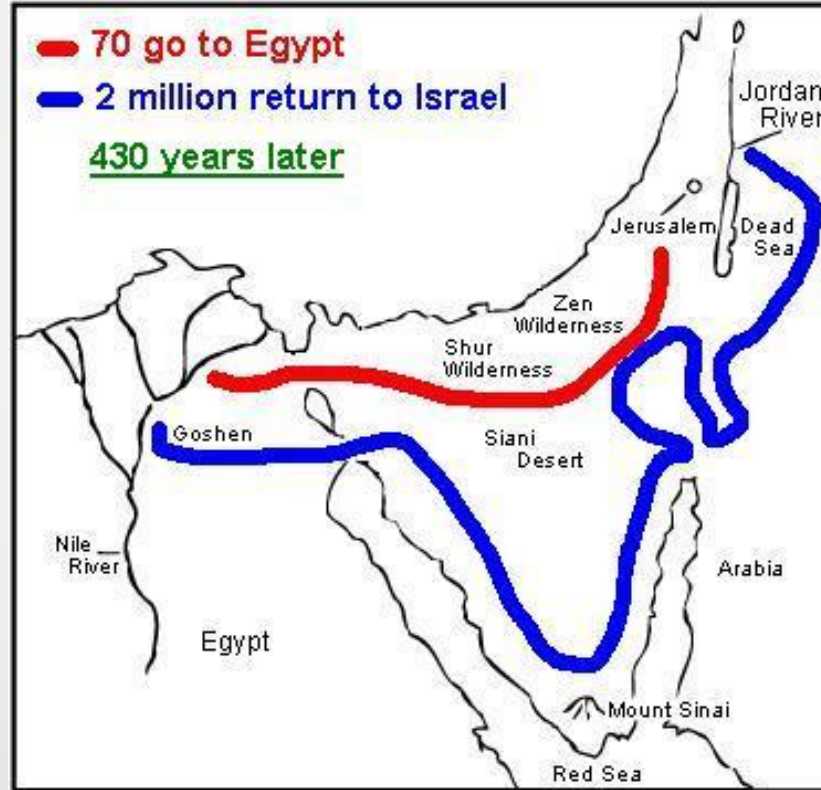 70 go to Egypt
2 million return to Israel
430 years later
Jordan
River
Jerusalem
Dead
Sea
Zen
Wilderness
Shur
Wilderness
Goshen
Siani
Desert
Nile
River
Arabia
Egypt
Mount Sinai
Red Sea